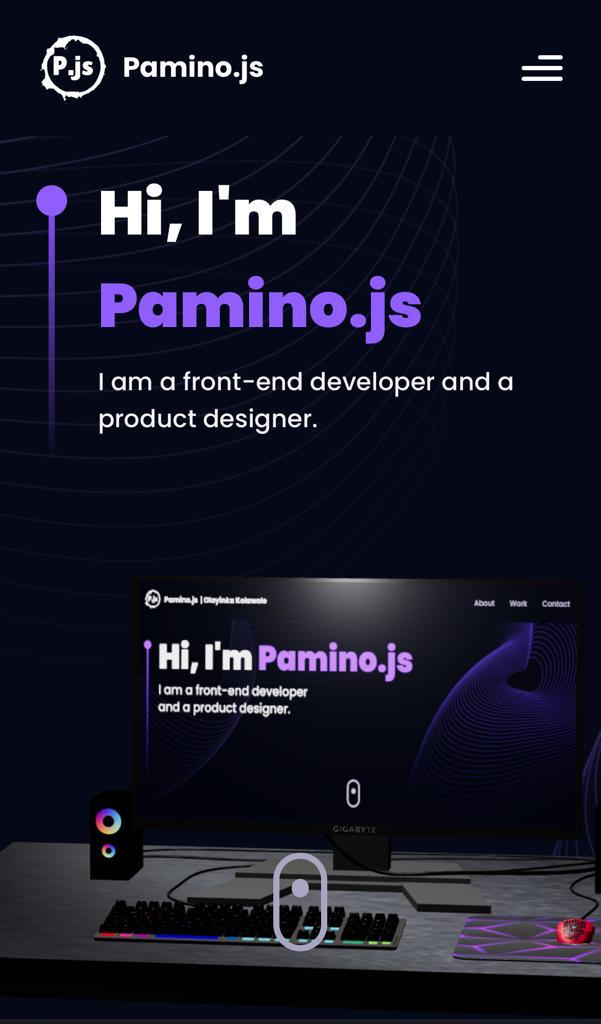 P.js Pamino.js
Hi, I'm
Pamino.js
I am a front-end developer and a
product designer.
P.js Pamino.js | Olayinka Kolawole About Work Contact
Hi, I'm Pamino.js
I am a front-end developer
and a product designer.
GIGABYTE